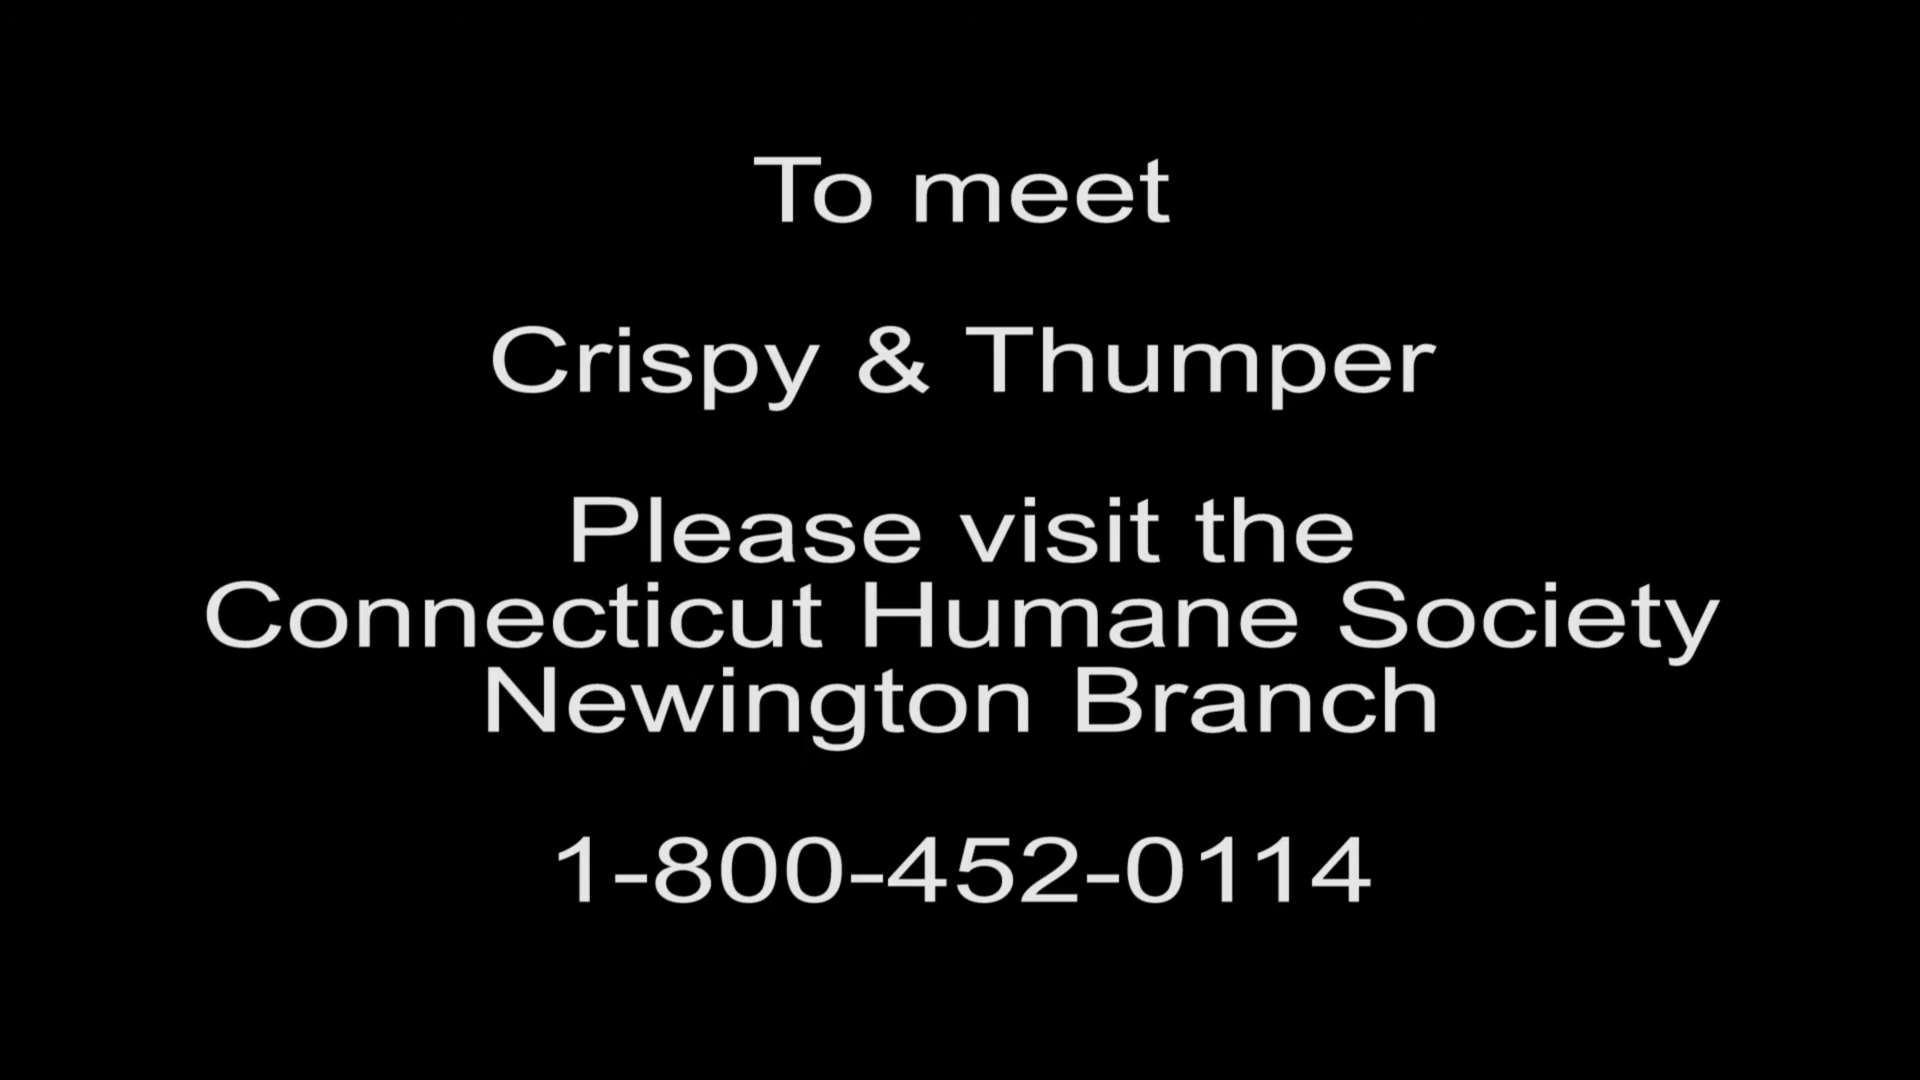 To meet
Crispy & Thumper
Please visit the
Connecticut Humane Society
Newington Branch
1-800-452-0114